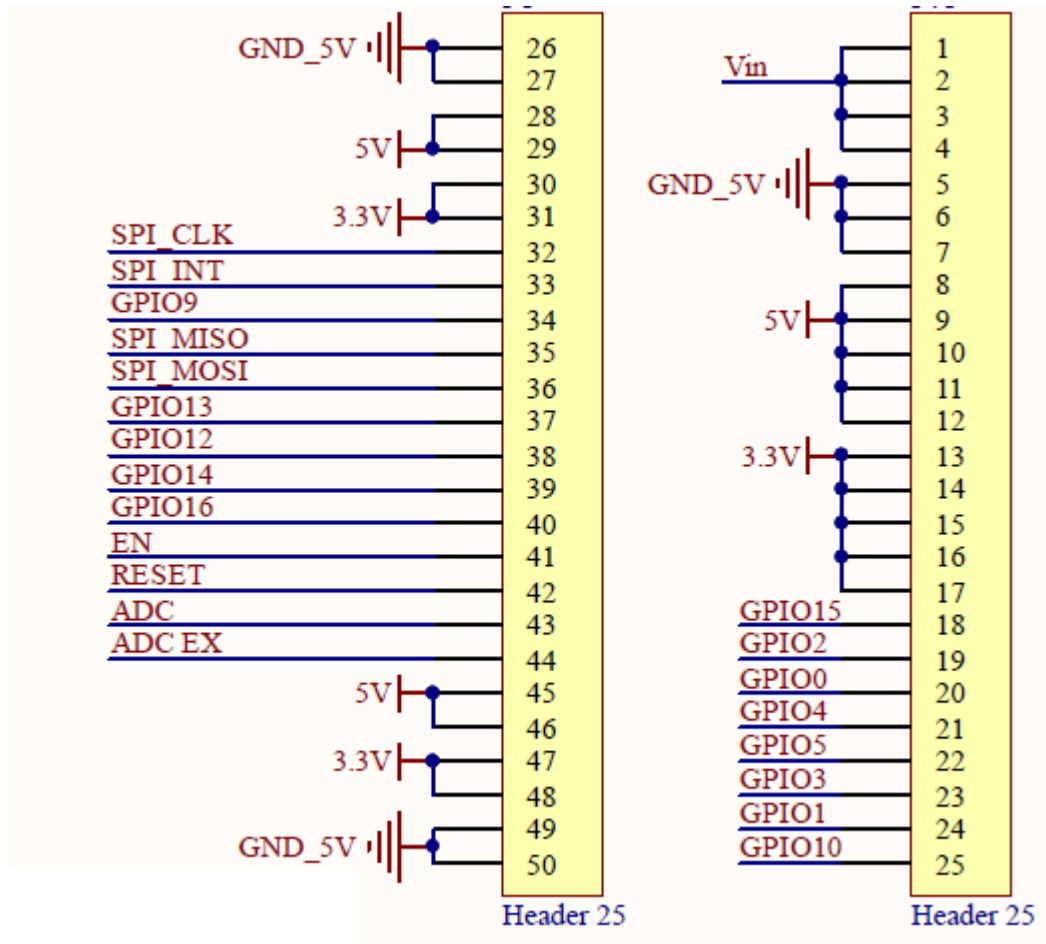 GND_5V
26
27
28
5V
29
30
3.3V
31
SPI_CLK
32
SPI_INT
33
GPIO9
34
SPI_MISO
35
SPI_MOSI
36
GPIO13
37
GPIO12
38
GPIO14
39
GPIO16
40
EN
41
RESET
42
ADC
43
ADC EX
44
5V
45
46
3.3V
47
48
49
GND_5V
50
Header 25
1
Vin
2
3
4
GND_5V
5
6
7
8
5V
9
10
11
12
3.3V
13
14
15
16
17
GPIO15
18
GPIO2
19
GPIO0
20
GPIO4
21
GPIO5
22
GPIO3
23
GPIO1
24
GPIO10
25
Header 25